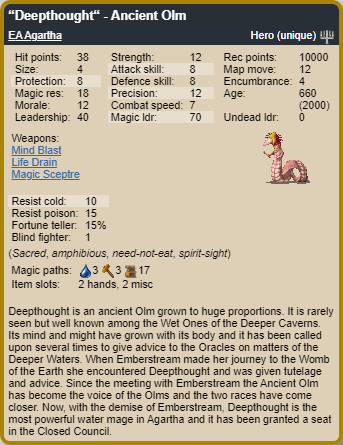 “Deepthought“ - Ancient Olm
EA Agartha Hero (unique)
Hit points: 38 Strength: 12 Rec points: 10000
Size: 4 Attack skill: 8 Map move: 12
Protection: 8 Defence skill: 8 Encumbrance: 4
Magic res: 18 Precision: 12 Age: 660
Morale: 12 Combat speed: 7 (2000)
Leadership: 40 Magic ldr: 70 Undead ldr: 0
Weapons:
Mind Blast
Life Drain
Magic Sceptre
Resist cold: 10
Resist poison: 15
Fortune teller: 15%
Blind fighter: 1
(Sacred, amphibious, need-not-eat, spirit-sight)
Magic paths: 3 3 17
Item slots: 2 hands, 2 misc
Deepthought is an ancient Olm grown to huge proportions. It is rarely
seen but well known among the Wet Ones of the Deeper Caverns.
Its mind and might have grown with its body and it has been called
upon several times to give advice to the Oracles on matters of the
Deeper Waters. When Emberstream made her journey to the Womb
of the Earth she encountered Deepthought and was given tutelage
and advice. Since the meeting with Emberstream the Ancient Olm
has become the voice of the Olms and the two races have come
closer. Now, with the demise of Emberstream, Deepthought is the
most powerful water mage in Agartha and it has been granted a seat
in the Closed Council.